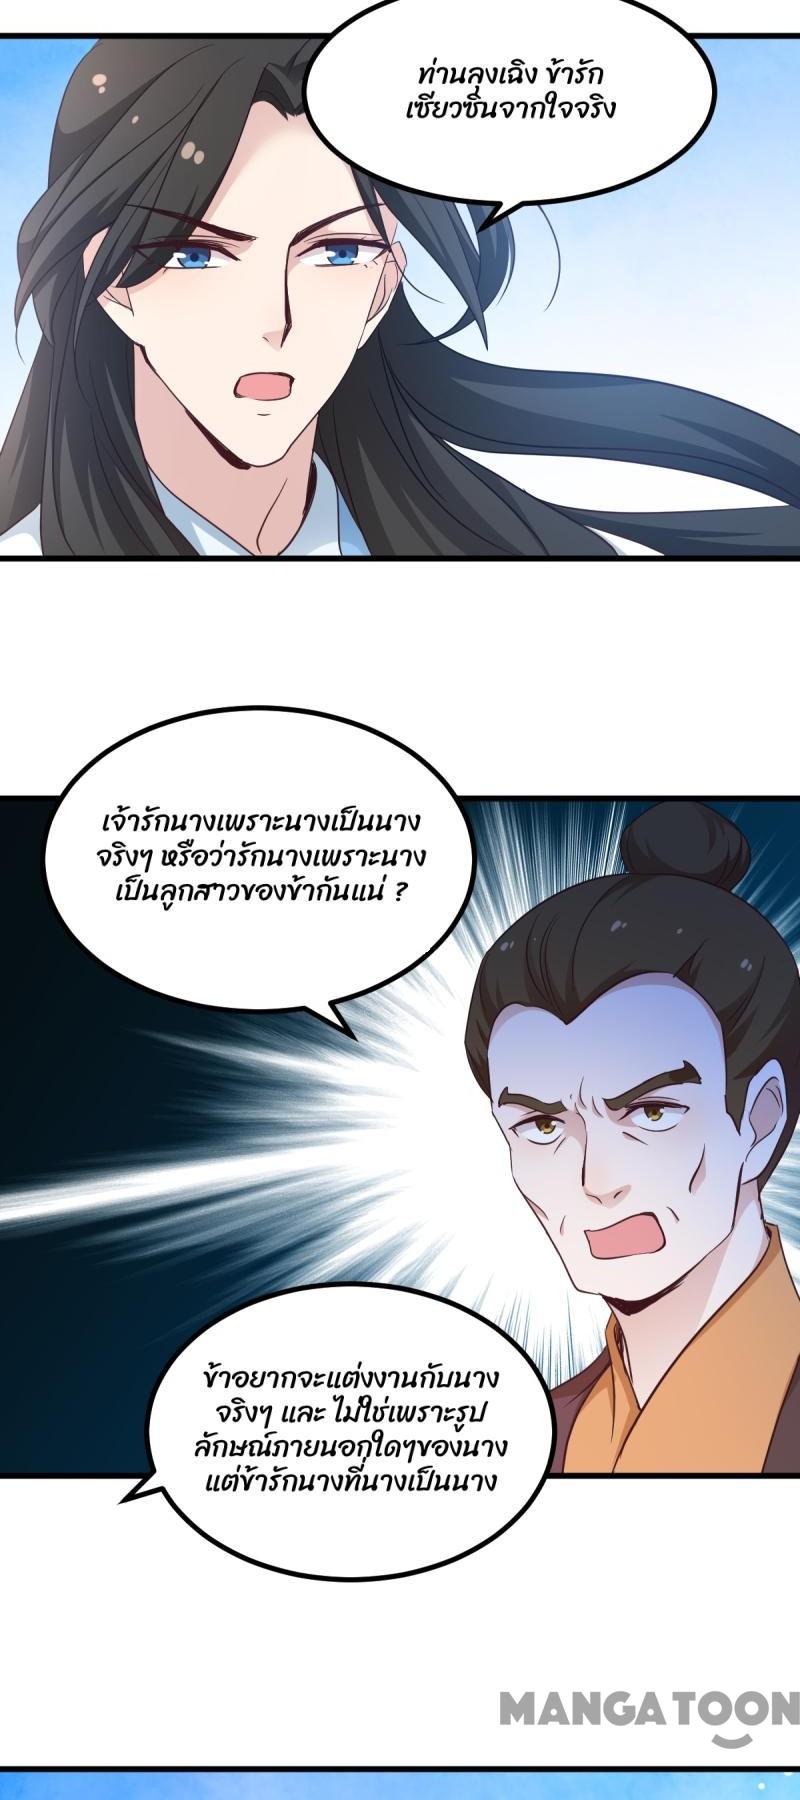 ท่านลุงเฉิง ข้ารัก
เซียวซินจากใจจริง
เจ้ารักนางเพราะนางเป็นนาง
จริงๆ หรือว่ารักนางเพราะนาง
เป็นลูกสาวของข้ากันแน่ ?
ข้าอยากจะแต่งงานกับนาง
จริงๆ และ ไม่ใช่เพราะรูป
ลักษณ์ภายนอกใดๆของนาง
แต่ข้ารักนางที่นางเป็นนาง
MANGA TOON